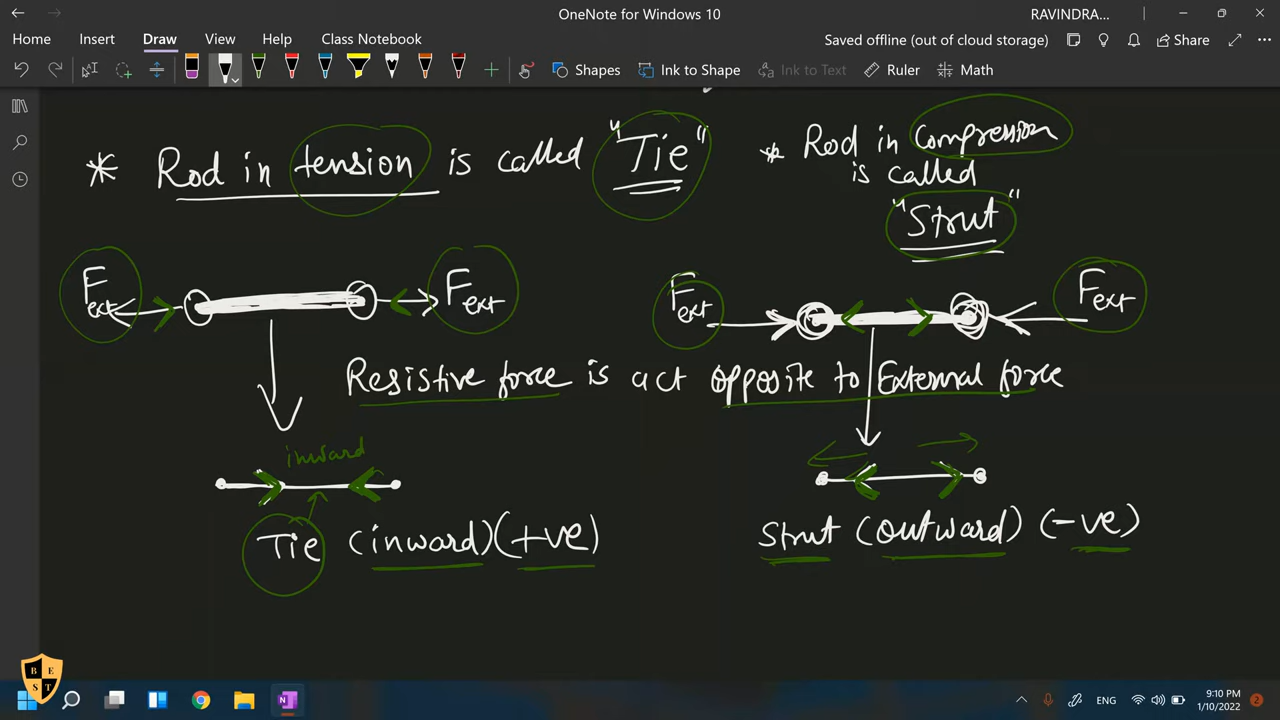 OneNote for Windows 10
RAVINDRA...
Home Insert Draw View Help Class Notebook
Saved offline (out of cloud storage)
Share
Shapes
Ink to Shape
Ink to Text
Ruler
Math
* Rod in tension is called "Tie"
* Rod in Compression
is called
"Strut"
Fext
Fext
Fext
Fext
Resistive force is act opposite to External force
inward
Tie (inward)(+ve)
Strut (outward) (-ve)
B E
S T
ENG
9:10 PM
1/10/2022
2